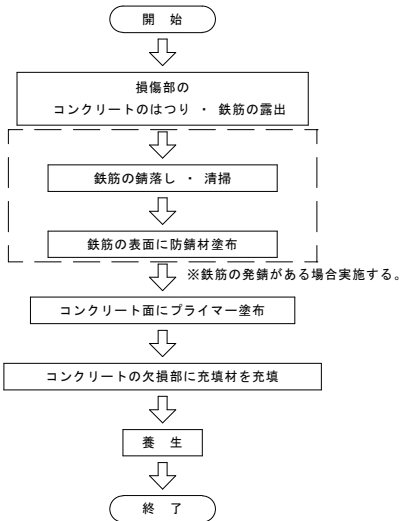 開　始
損傷部の
コンクリートのはつり ・ 鉄筋の露出
鉄筋の錆落し ・ 清掃
鉄筋の表面に防錆材塗布
※鉄筋の発錆がある場合実施する。
コンクリート面にプライマー塗布
コンクリートの欠損部に充填材を充填
養　生
終　了